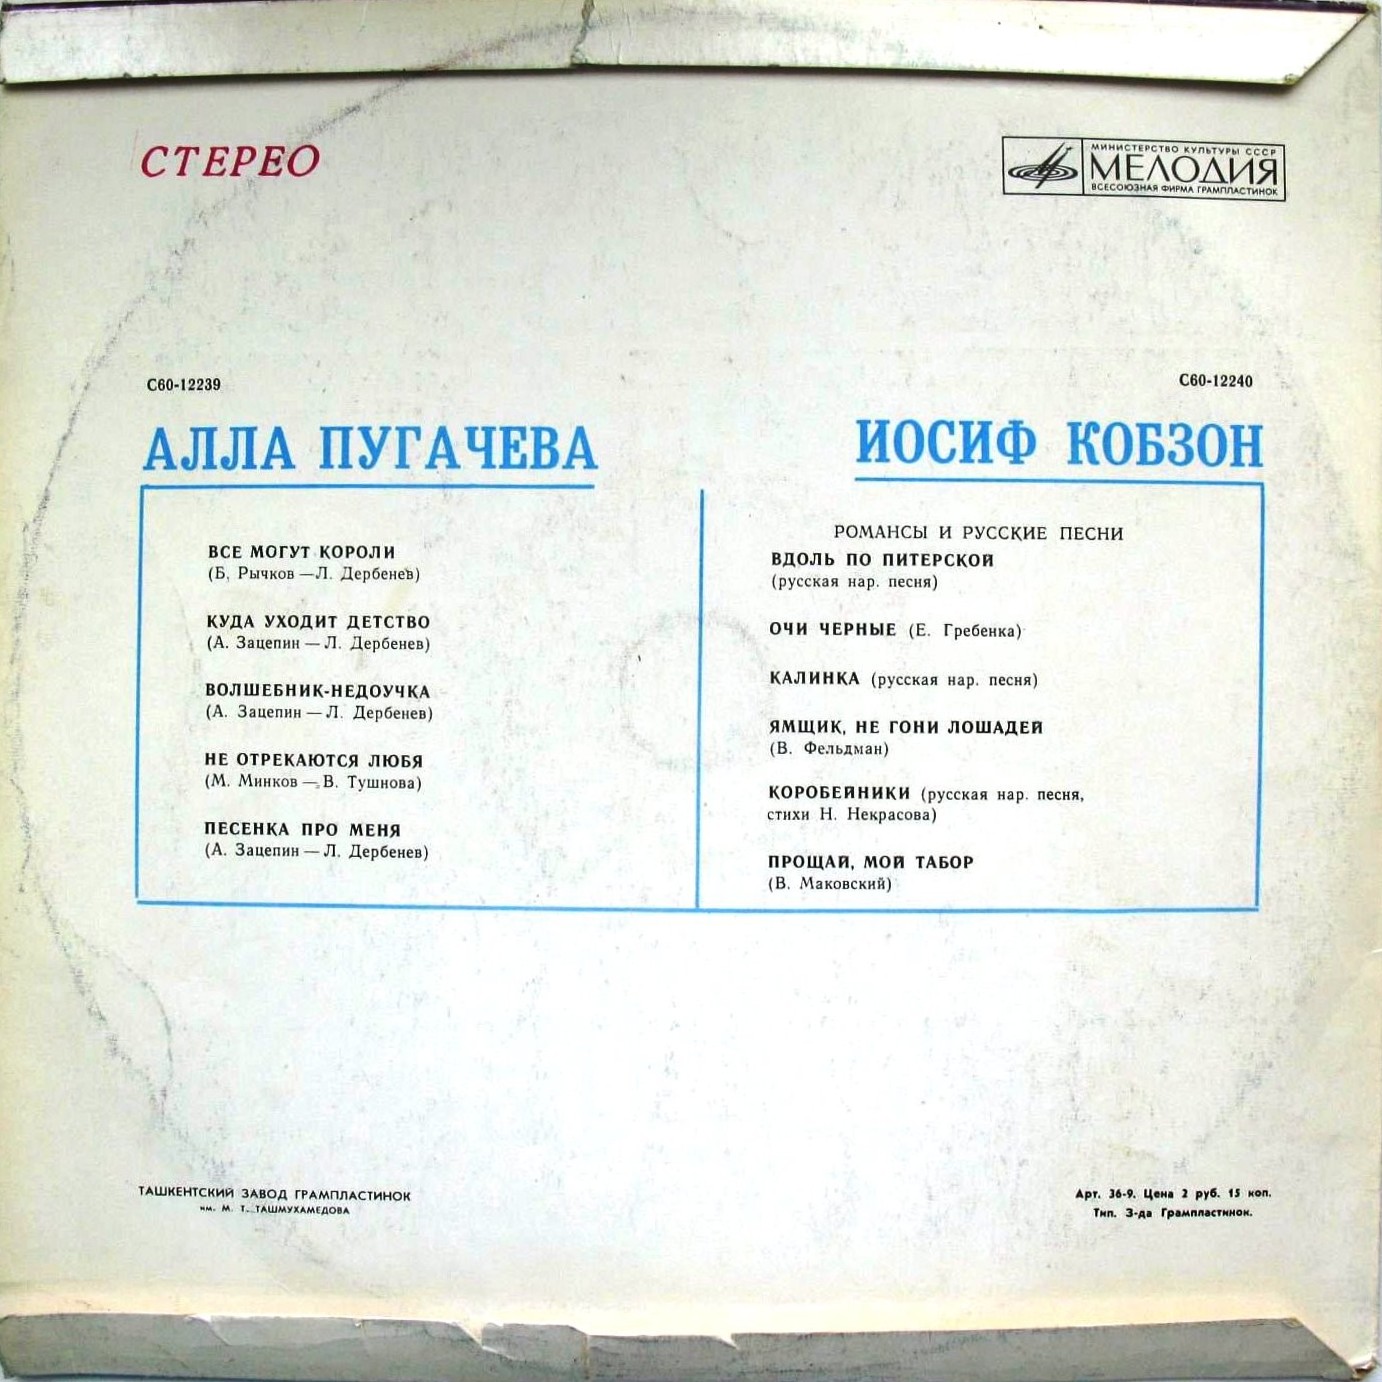 СТЕРЕО
МИНИСТЕРСТВО КУЛЬТУРЫ СССР
МЕЛОДИЯ
ВСЕСОЮЗНАЯ ФИРМА ГРАМПЛАСТИНОК
С60-12239
АЛЛА ПУГАЧЕВА
ВСЕ МОГУТ КОРОЛИ
(Б. Рычков — Л. Дербенев)
КУДА УХОДИТ ДЕТСТВО
(А. Зацепин — Л. Дербенев)
ВОЛШЕБНИК-НЕДОУЧКА
(А. Зацепин — Л. Дербенев)
НЕ ОТРЕКАЮТСЯ ЛЮБЯ
(М. Минков — В. Тушнова)
ПЕСЕНКА ПРО МЕНЯ
(А. Зацепин — Л. Дербенев)
С60-12240
ИОСИФ КОБЗОН
РОМАНСЫ И РУССКИЕ ПЕСНИ
ВДОЛЬ ПО ПИТЕРСКОЙ
(русская нар. песня)
ОЧИ ЧЕРНЫЕ (Е. Гребенка)
КАЛИНКА (русская нар. песня)
ЯМЩИК, НЕ ГОНИ ЛОШАДЕЙ
(В. Фельдман)
КОРОБЕЙНИКИ (русская нар. песня,
стихи Н. Некрасова)
ПРОЩАЙ, МОЙ ТАБОР
(В. Маковский)
ТАШКЕНТСКИЙ ЗАВОД ГРАМПЛАСТИНОК
им. М. Т. ТАШМУХАМЕДОВА
Арт. 36-9. Цена 2 руб. 15 коп.
Тип. З-да Грампластинок.